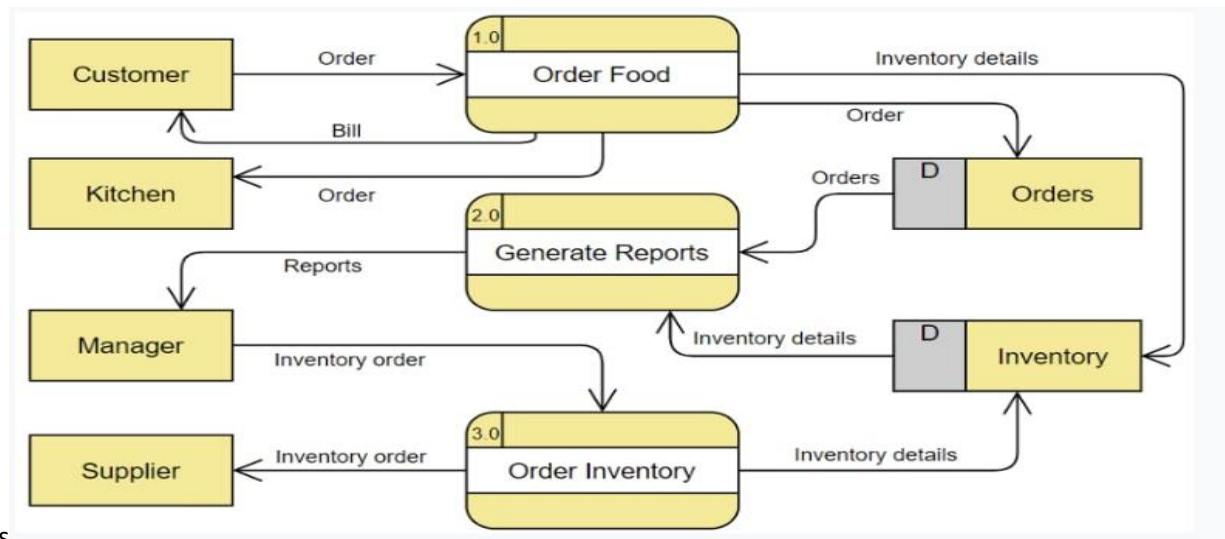 1.0
Customer
Order
Order Food
Inventory details
Order
Bill
Kitchen
Order
Orders
D
Orders
2.0
Generate Reports
Reports
Manager
Inventory order
Inventory details
D
Inventory
3.0
Supplier
Inventory order
Order Inventory
Inventory details
s